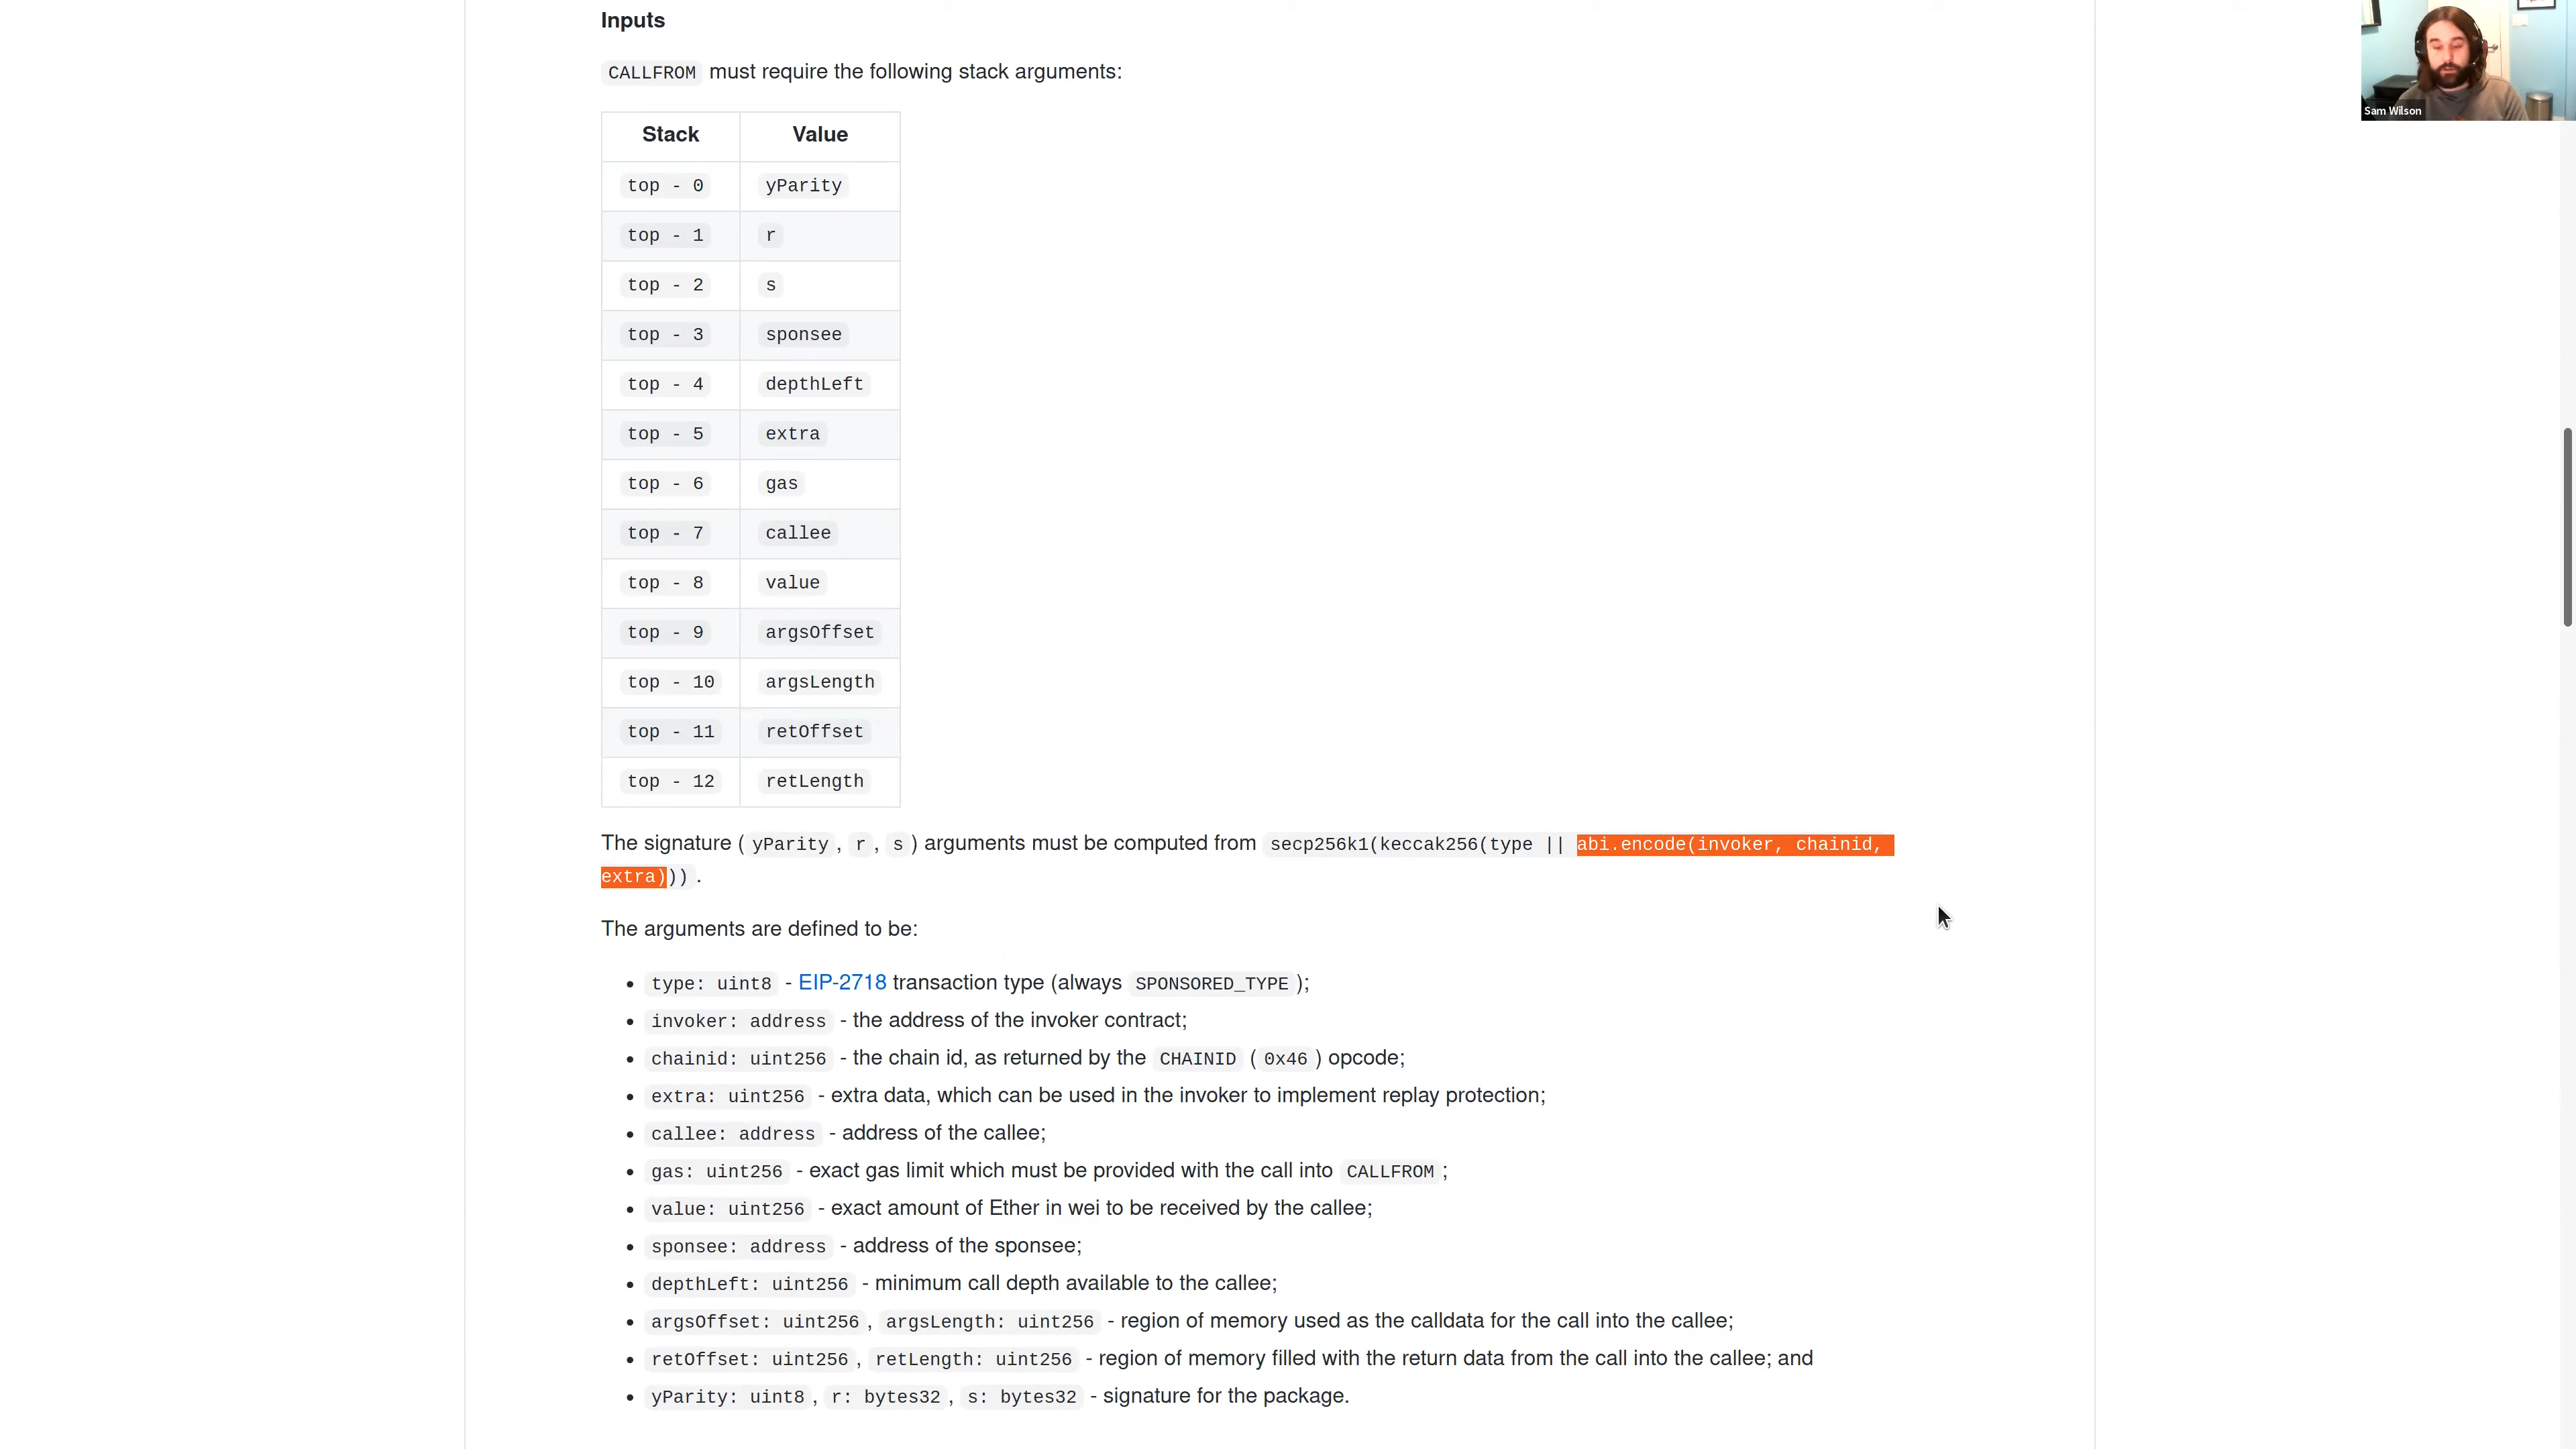 Inputs
Sam Wilson
CALLFROM must require the following stack arguments:
Stack Value
top - 0 yParity
top - 1 r
top - 2 s
top - 3 sponsee
top - 4 depthLeft
top - 5 extra
top - 6 gas
top - 7 callee
top - 8 value
top - 9 argsOffset
top - 10 argsLength
top - 11 retOffset
top - 12 retLength
The signature ( yParity , r , s ) arguments must be computed from secp256k1(keccak256(type || abi.encode(invoker, chainid,
extra))) .
The arguments are defined to be:
• type: uint8 - EIP-2718 transaction type (always SPONSORED_TYPE );
• invoker: address - the address of the invoker contract;
• chainid: uint256 - the chain id, as returned by the CHAINID ( 0x46 ) opcode;
• extra: uint256 - extra data, which can be used in the invoker to implement replay protection;
• callee: address - address of the callee;
• gas: uint256 - exact gas limit which must be provided with the call into CALLFROM ;
• value: uint256 - exact amount of Ether in wei to be received by the callee;
• sponsee: address - address of the sponsee;
• depthLeft: uint256 - minimum call depth available to the callee;
• argsOffset: uint256 , argsLength: uint256 - region of memory used as the calldata for the call into the callee;
• retOffset: uint256 , retLength: uint256 - region of memory filled with the return data from the call into the callee; and
• yParity: uint8 , r: bytes32 , s: bytes32 - signature for the package.